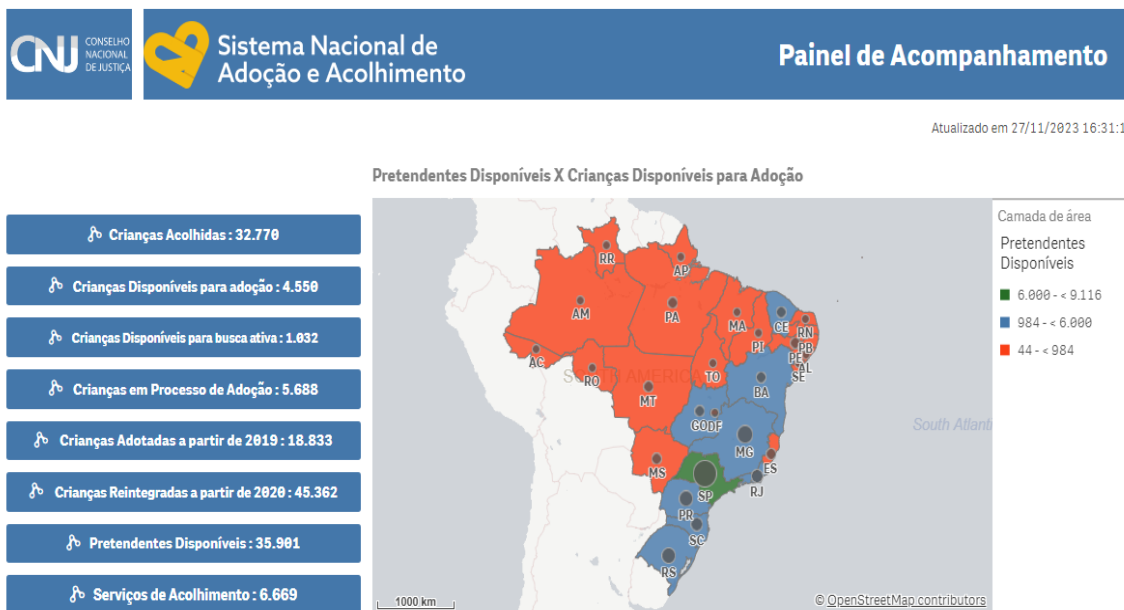 CNJ
CONSELHO
NACIONAL
DE JUSTIÇA
Sistema Nacional de
Adoção e Acolhimento
Painel de Acompanhamento
Atualizado em 27/11/2023 16:31:1
Pretendentes Disponíveis X Crianças Disponíveis para Adoção
Crianças Acolhidas : 32.770
Crianças Disponíveis para adoção : 4.550
Crianças Disponíveis para busca ativa : 1.032
Crianças em Processo de Adoção : 5.688
Crianças Adotadas a partir de 2019 : 18.833
Crianças Reintegradas a partir de 2020 : 45.362
Pretendentes Disponíveis : 35.901
Serviços de Acolhimento : 6.669
RR
AP
AM
PA
MA
CE
RN
PI
PB
PE
AL
SE
AC
RO
SOUTH AMERICA
TO
BA
MT
GO
DF
MG
MS
ES
SP
RJ
PR
SC
RS
South Atlanti
1000 km
© OpenStreetMap contributors
Camada de área
Pretendentes
Disponíveis
6.000 - < 9.116
984 - < 6.000
44 - < 984